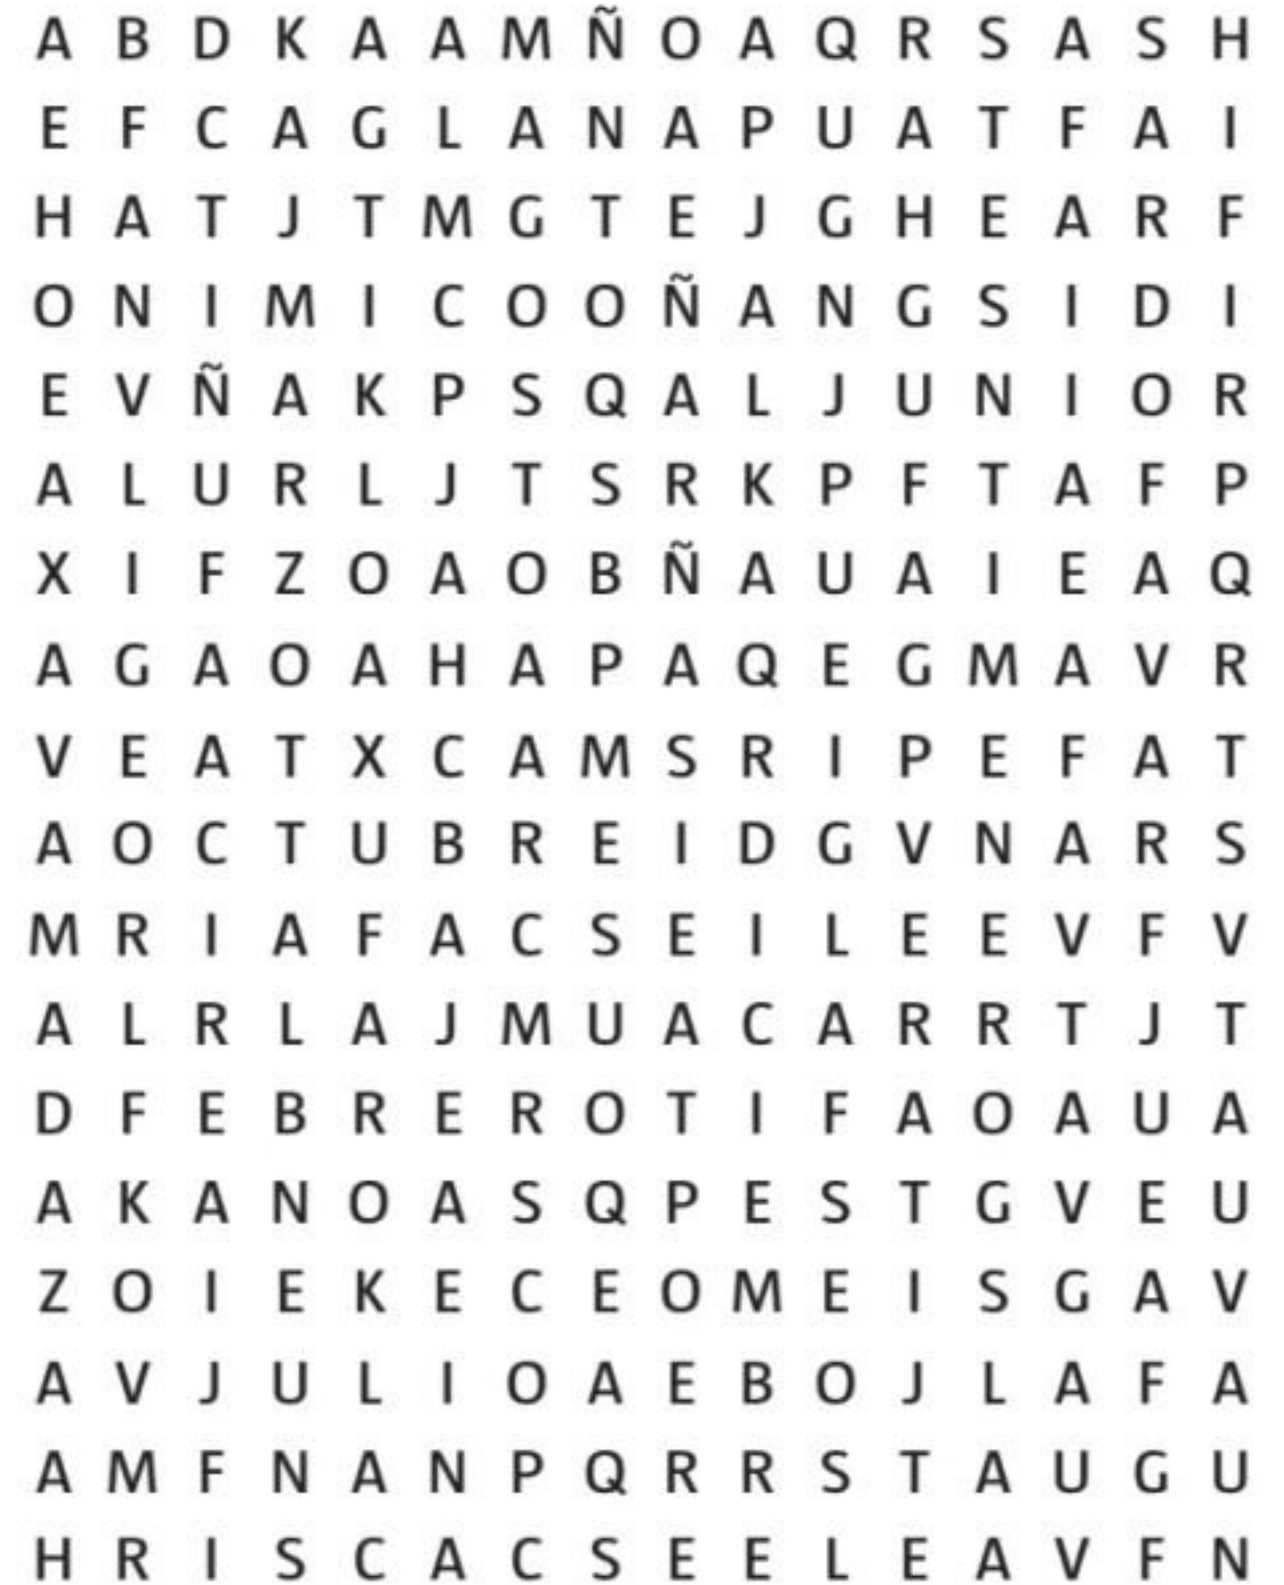 A B D K A A M Ñ O A Q R S A S H
E F C A G L A N A P U A T F A I
H A T J T M G T E J G H E A R F
O N I M I C O O Ñ A N G S I D I
E V Ñ A K P S Q A L J U N I O R
A L U R L J T S R K P F T A F P
X I F Z O A O B Ñ A U A I E A Q
A G A O A H A P A Q E G M A V R
V E A T X C A M S R I P E F A T
A O C T U B R E I D G V N A R S
M R I A F A C S E I L E E V F V
A L R L A J M U A C A R R T J T
D F E B R E R O T I F A O A U A
A K A N O A S Q P E S T G V E U
Z O I E K E C E O M E I S G A V
A V J U L I O A E B O J L A F A
A M F N A N P Q R R S T A U G U
H R I S C A C S E E L E A V F N